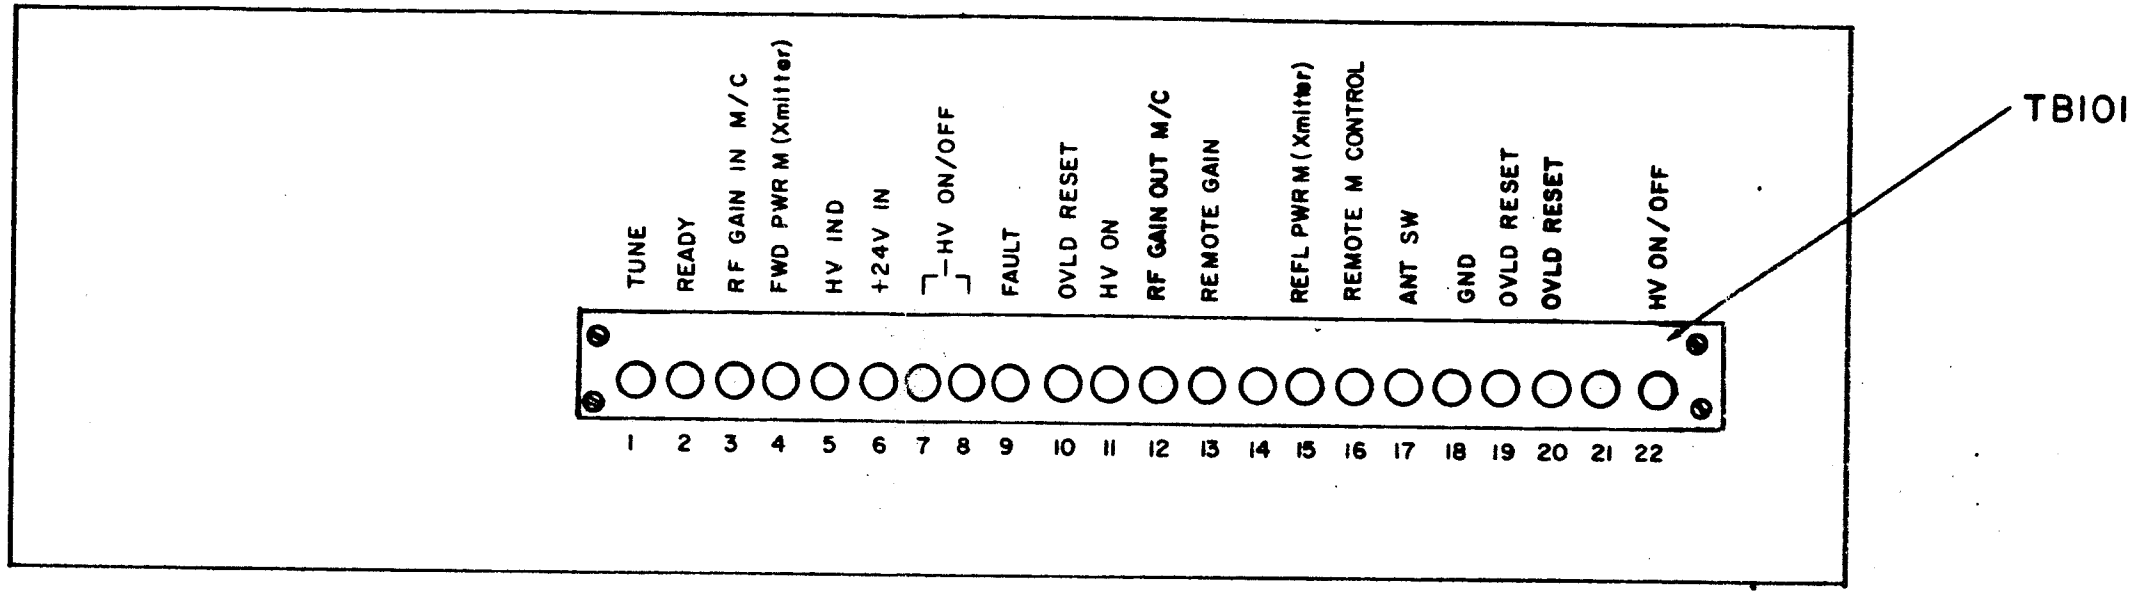 TUNE
READY
RF GAIN IN M/C
FWD PWR M (Xmitter)
HV IND
+24V IN
HV ON/OFF
FAULT
OVLD RESET
HV ON
RF GAIN OUT M/C
REMOTE GAIN
REFL PWR M (Xmitter)
REMOTE M CONTROL
ANT SW
GND
OVLD RESET
OVLD RESET
HV ON/OFF
TB101
1 2 3 4 5 6 7 8 9 10 11 12 13 14 15 16 17 18 19 20 21 22